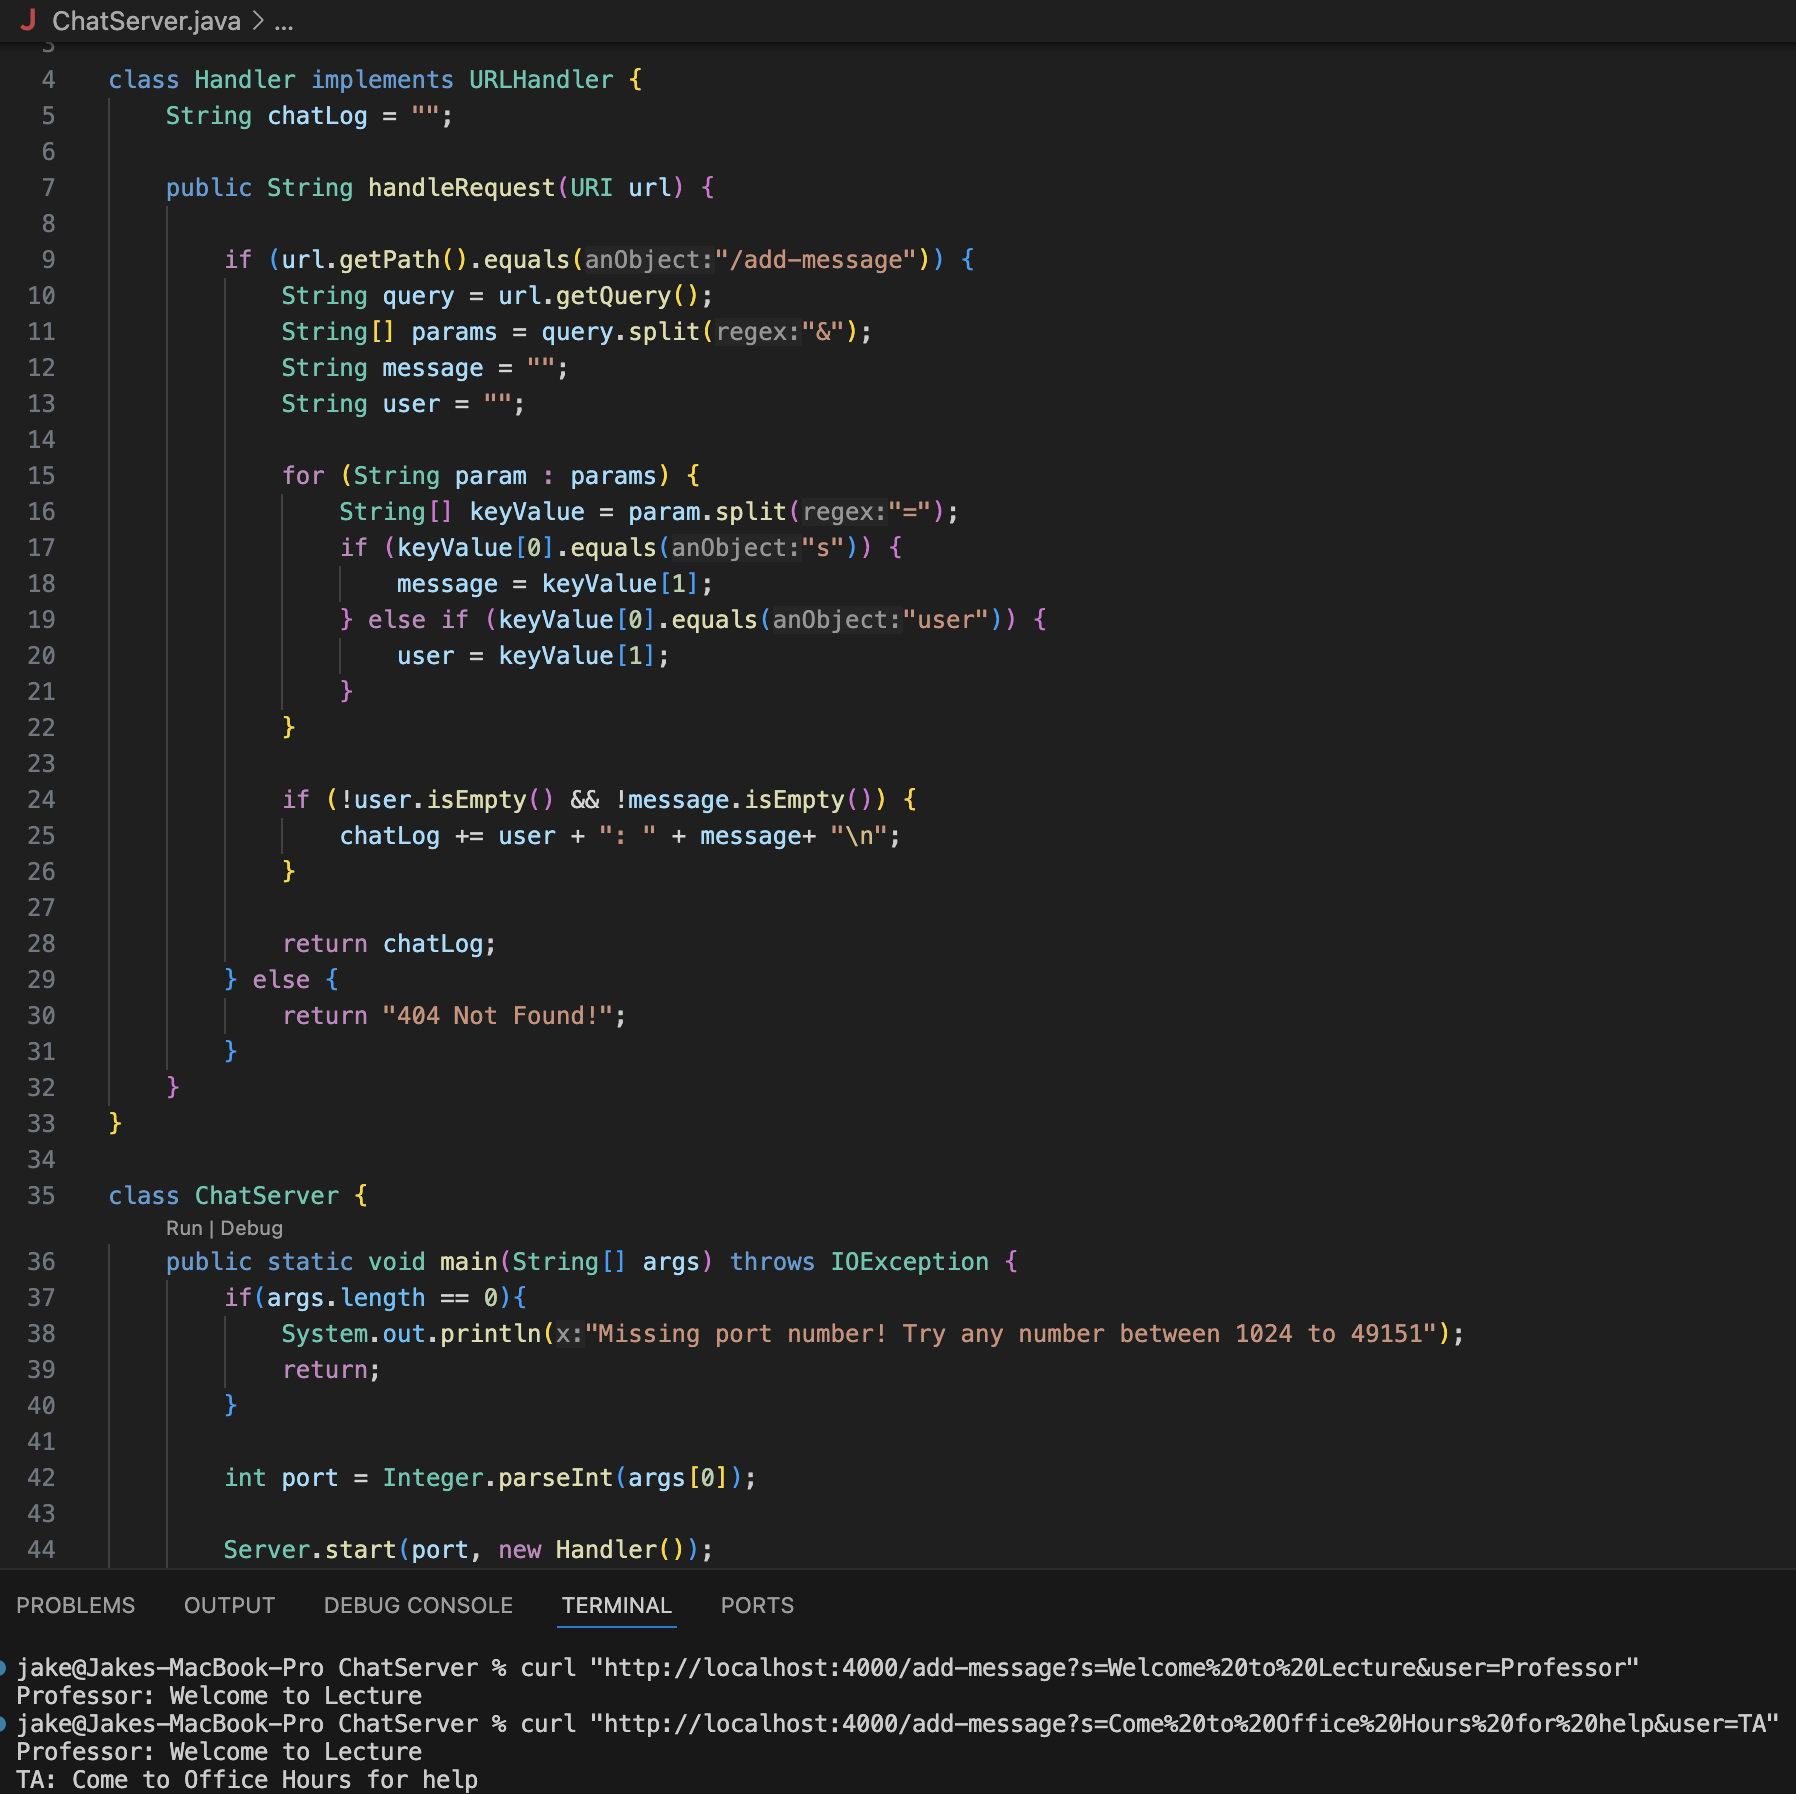 J ChatServer.java > ...
3
4 class Handler implements URLHandler {
5 String chatLog = "";
6
7 public String handleRequest(URI url) {
8
9 if (url.getPath().equals(anObject:"/add-message")) {
10 String query = url.getQuery();
11 String[] params = query.split(regex:"&");
12 String message = "";
13 String user = "";
14
15 for (String param : params) {
16 String[] keyValue = param.split(regex:"=");
17 if (keyValue[0].equals(anObject:"s")) {
18 message = keyValue[1];
19 } else if (keyValue[0].equals(anObject:"user")) {
20 user = keyValue[1];
21 }
22 }
23
24 if (!user.isEmpty() && !message.isEmpty()) {
25 chatLog += user + ": " + message+ "\n";
26 }
27
28 return chatLog;
29 } else {
30 return "404 Not Found!";
31 }
32 }
33 }
34
35 class ChatServer {
Run | Debug
36 public static void main(String[] args) throws IOException {
37 if(args.length == 0){
38 System.out.println(x:"Missing port number! Try any number between 1024 to 49151");
39 return;
40 }
41
42 int port = Integer.parseInt(args[0]);
43
44 Server.start(port, new Handler());
PROBLEMS OUTPUT DEBUG CONSOLE TERMINAL PORTS
jake@Jakes-MacBook-Pro ChatServer % curl "http://localhost:4000/add-message?s=Welcome%20to%20Lecture&user=Professor"
Professor: Welcome to Lecture
jake@Jakes-MacBook-Pro ChatServer % curl "http://localhost:4000/add-message?s=Come%20to%20Office%20Hours%20for%20help&user=TA"
Professor: Welcome to Lecture
TA: Come to Office Hours for help